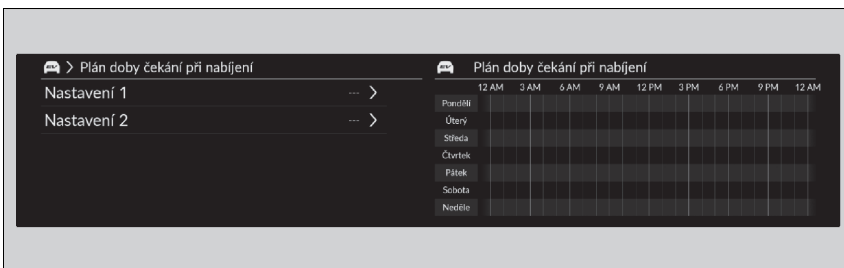 EV > Plán doby čekání při nabíjení
Nastavení 1 --- >
Nastavení 2 --- >
EV Plán doby čekání při nabíjení
12 AM 3 AM 6 AM 9 AM 12 PM 3 PM 6 PM 9 PM 12 AM
Pondělí
Úterý
Středa
Čtvrtek
Pátek
Sobota
Neděle